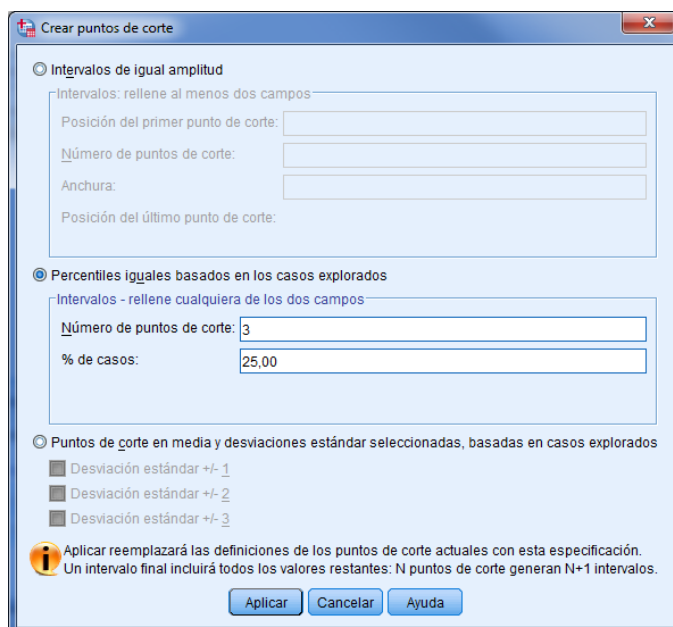 Crear puntos de corte
Intervalos de igual amplitud
Intervalos: rellene al menos dos campos
Posición del primer punto de corte:
Número de puntos de corte:
Anchura:
Posición del último punto de corte:
Percentiles iguales basados en los casos explorados
Intervalos - rellene cualquiera de los dos campos
Número de puntos de corte: 3
% de casos: 25,00
Puntos de corte en media y desviaciones estándar seleccionadas, basadas en casos explorados
Desviación estándar +/- 1
Desviación estándar +/- 2
Desviación estándar +/- 3
Aplicar reemplazará las definiciones de los puntos de corte actuales con esta especificación.
Un intervalo final incluirá todos los valores restantes: N puntos de corte generan N+1 intervalos.
Aplicar Cancelar Ayuda